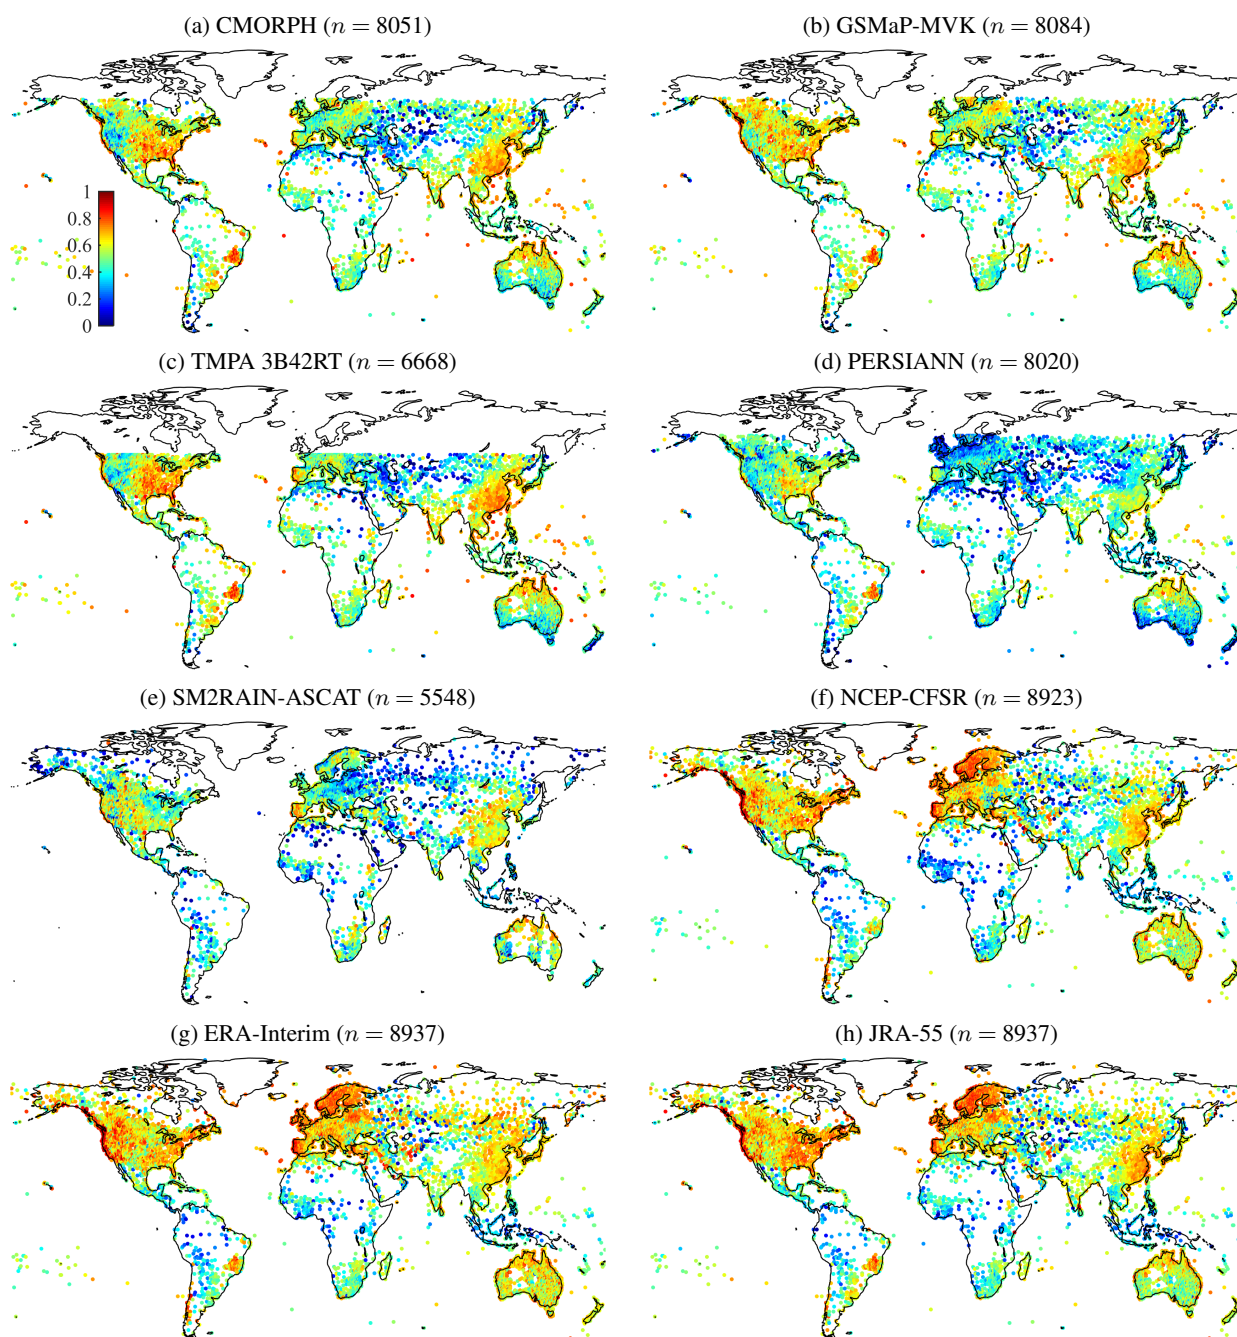 (a) CMORPH (n = 8051)
(b) GSMaP-MVK (n = 8084)
1
0.8
0.6
0.4
0.2
0
(c) TMPA 3B42RT (n = 6668)
(d) PERSIANN (n = 8020)
(e) SM2RAIN-ASCAT (n = 5548)
(f) NCEP-CFSR (n = 8923)
(g) ERA-Interim (n = 8937)
(h) JRA-55 (n = 8937)